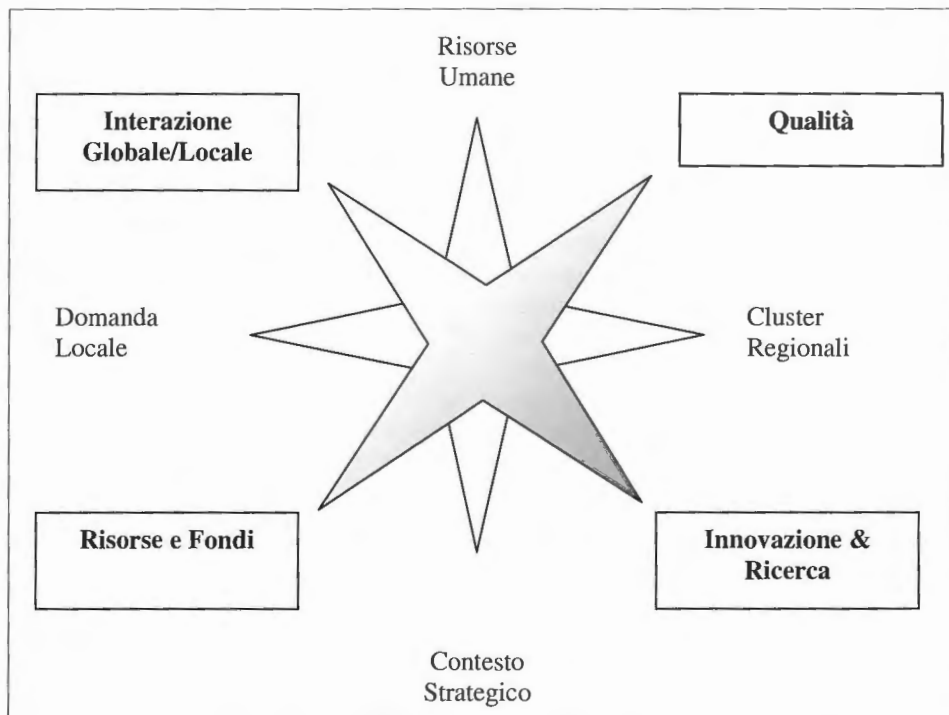 Risorse
Umane
Interazione
Globale/Locale
Qualità
Domanda
Locale
Cluster
Regionali
Risorse e Fondi
Innovazione &
Ricerca
Contesto
Strategico